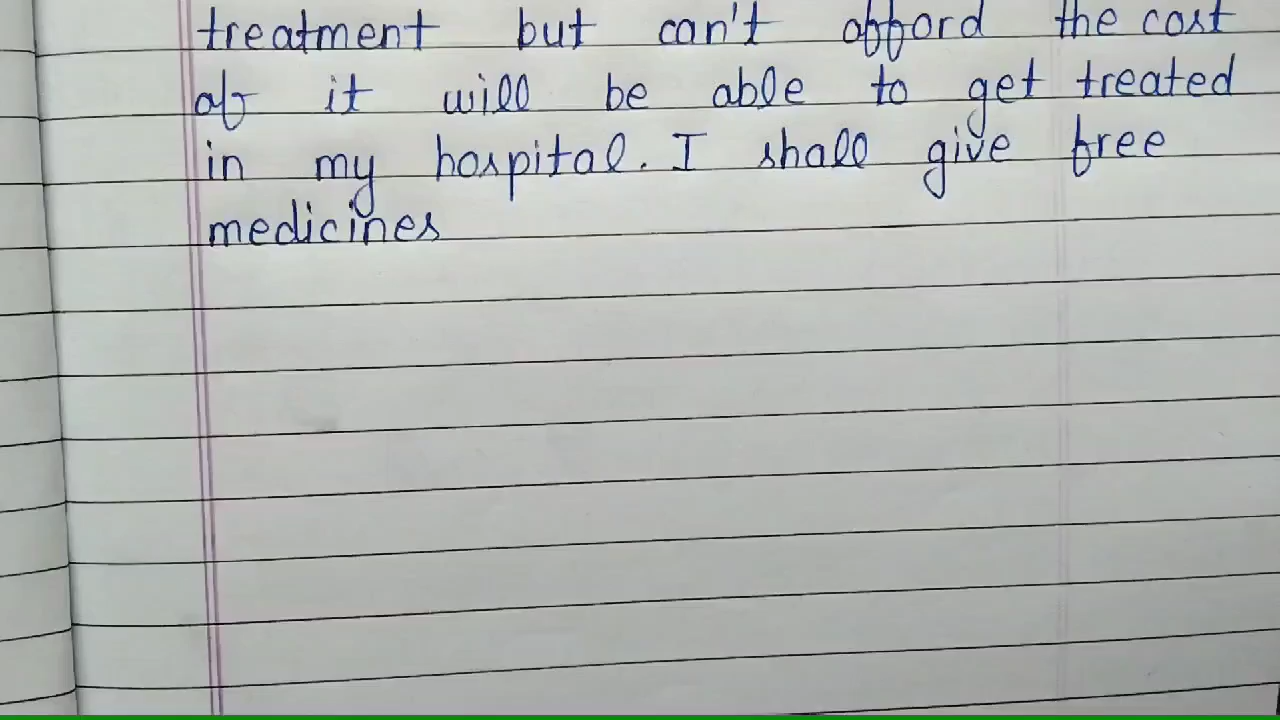 treatment but can't afford the cost
of it will be able to get treated
in my hospital. I shall give free
medicines